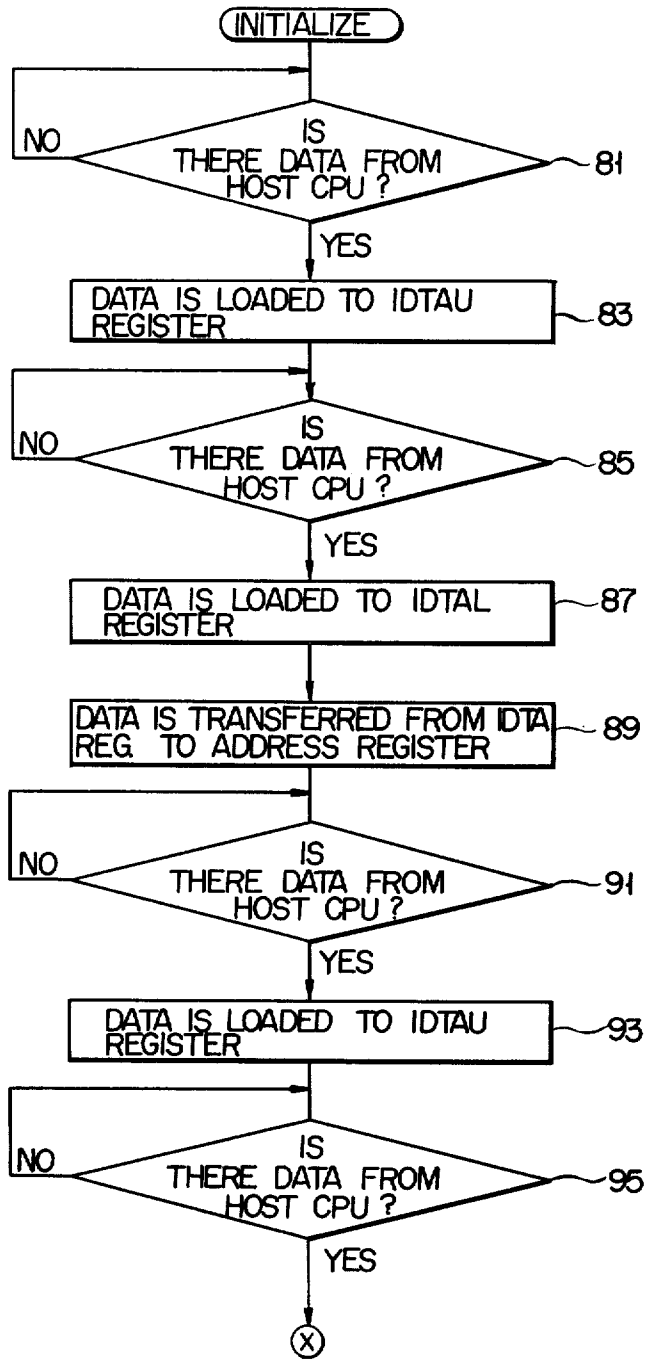 INITIALIZE
IS
THERE DATA FROM
HOST CPU ?
81
NO
YES
DATA IS LOADED TO IDTAU
REGISTER
83
IS
THERE DATA FROM
HOST CPU ?
85
NO
YES
DATA IS LOADED TO IDTAL
REGISTER
87
DATA IS TRANSFERRED FROM IDTA
REG. TO ADDRESS REGISTER
89
IS
THERE DATA FROM
HOST CPU ?
91
NO
YES
DATA IS LOADED TO IDTAU
REGISTER
93
IS
THERE DATA FROM
HOST CPU ?
95
NO
YES
X